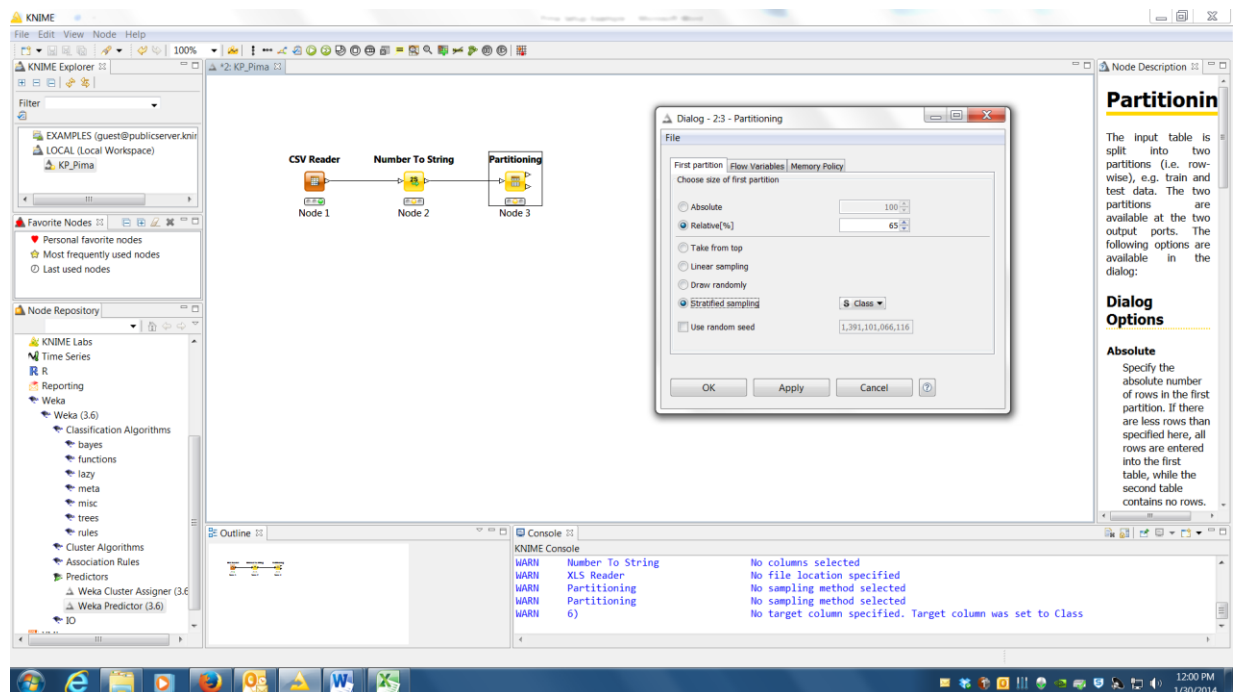 KNIME
File Edit View Node Help
100%
KNIME Explorer
Filter
EXAMPLES (guest@publicserver.knir
LOCAL (Local Workspace)
KP_Pima
Favorite Nodes
Personal favorite nodes
Most frequently used nodes
Last used nodes
Node Repository
KNIME Labs
Time Series
R R
Reporting
Weka
Weka (3.6)
Classification Algorithms
bayes
functions
lazy
meta
misc
trees
rules
Cluster Algorithms
Association Rules
Predictors
Weka Cluster Assigner (3.6
Weka Predictor (3.6)
IO
*2: KP_Pima
CSV Reader
Number To String
Partitioning
Node 1
Node 2
Node 3
Dialog - 2:3 - Partitioning
File
First partition Flow Variables Memory Policy
Choose size of first partition
Absolute 100
Relative[%] 65
Take from top
Linear sampling
Draw randomly
Stratified sampling S Class
Use random seed 1,391,101,066,116
OK Apply Cancel ?
Outline
Console
KNIME Console
WARN Number To String No columns selected
WARN XLS Reader No file location specified
WARN Partitioning No sampling method selected
WARN Partitioning No sampling method selected
WARN 6) No target column specified. Target column was set to Class
Node Description
Partitionin
The input table is
split into two
partitions (i.e. row-
wise), e.g. train and
test data. The two
partitions are
available at the two
output ports. The
following options are
available in the
dialog:
Dialog
Options
Absolute
Specify the
absolute number
of rows in the first
partition. If there
are less rows than
specified here, all
rows are entered
into the first
table, while the
second table
contains no rows.
12:00 PM
1/30/2014